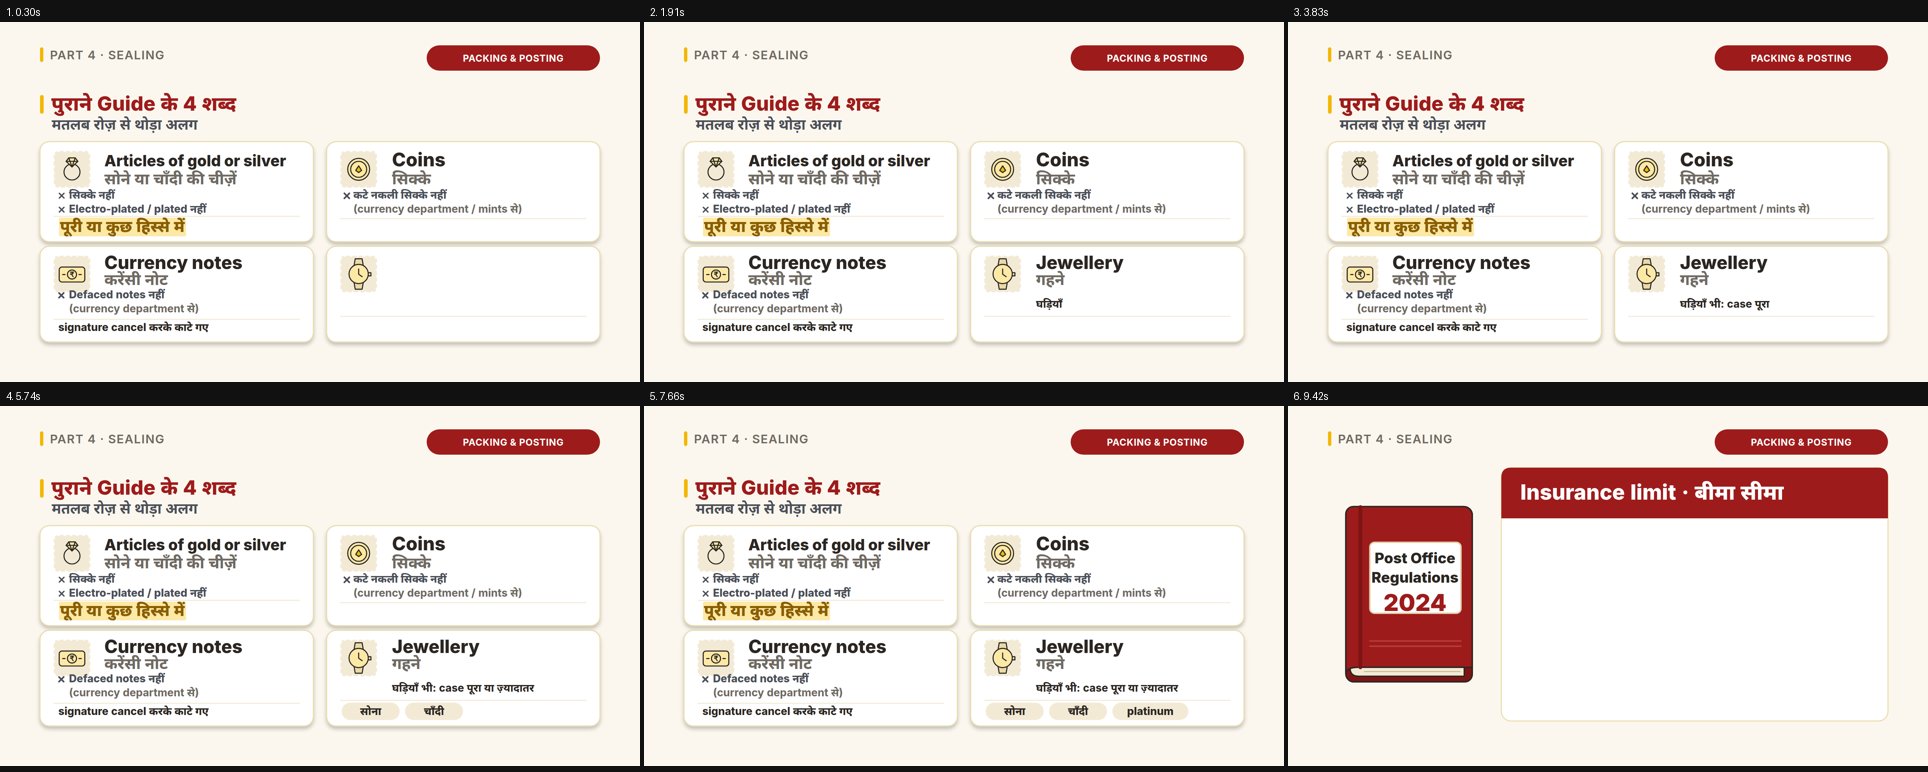 1. 0.30s
PART 4 · SEALING
PACKING & POSTING
पुराने Guide के 4 शब्द
मतलब रोज़ से थोड़ा अलग
Articles of gold or silver
सोने या चाँदी की चीज़ें
× सिक्के नहीं
× Electro-plated / plated नहीं
पूरी या कुछ हिस्से में
Coins
सिक्के
× कटे नकली सिक्के नहीं
(currency department / mints से)
Currency notes
करेंसी नोट
× Defaced notes नहीं
(currency department से)
signature cancel करके काटे गए
2. 1.91s
PART 4 · SEALING
PACKING & POSTING
पुराने Guide के 4 शब्द
मतलब रोज़ से थोड़ा अलग
Articles of gold or silver
सोने या चाँदी की चीज़ें
× सिक्के नहीं
× Electro-plated / plated नहीं
पूरी या कुछ हिस्से में
Coins
सिक्के
× कटे नकली सिक्के नहीं
(currency department / mints से)
Currency notes
करेंसी नोट
× Defaced notes नहीं
(currency department से)
signature cancel करके काटे गए
Jewellery
गहने
घड़ियाँ
3. 3.83s
PART 4 · SEALING
PACKING & POSTING
पुराने Guide के 4 शब्द
मतलब रोज़ से थोड़ा अलग
Articles of gold or silver
सोने या चाँदी की चीज़ें
× सिक्के नहीं
× Electro-plated / plated नहीं
पूरी या कुछ हिस्से में
Coins
सिक्के
× कटे नकली सिक्के नहीं
(currency department / mints से)
Currency notes
करेंसी नोट
× Defaced notes नहीं
(currency department से)
signature cancel करके काटे गए
Jewellery
गहने
घड़ियाँ भी: case पूरा
4. 5.74s
PART 4 · SEALING
PACKING & POSTING
पुराने Guide के 4 शब्द
मतलब रोज़ से थोड़ा अलग
Articles of gold or silver
सोने या चाँदी की चीज़ें
× सिक्के नहीं
× Electro-plated / plated नहीं
पूरी या कुछ हिस्से में
Coins
सिक्के
× कटे नकली सिक्के नहीं
(currency department / mints से)
Currency notes
करेंसी नोट
× Defaced notes नहीं
(currency department से)
signature cancel करके काटे गए
Jewellery
गहने
घड़ियाँ भी: case पूरा या ज़्यादातर
सोना चाँदी
5. 7.66s
PART 4 · SEALING
PACKING & POSTING
पुराने Guide के 4 शब्द
मतलब रोज़ से थोड़ा अलग
Articles of gold or silver
सोने या चाँदी की चीज़ें
× सिक्के नहीं
× Electro-plated / plated नहीं
पूरी या कुछ हिस्से में
Coins
सिक्के
× कटे नकली सिक्के नहीं
(currency department / mints से)
Currency notes
करेंसी नोट
× Defaced notes नहीं
(currency department से)
signature cancel करके काटे गए
Jewellery
गहने
घड़ियाँ भी: case पूरा या ज़्यादातर
सोना चाँदी platinum
6. 9.42s
PART 4 · SEALING
PACKING & POSTING
Insurance limit · बीमा सीमा
Post Office
Regulations
2024